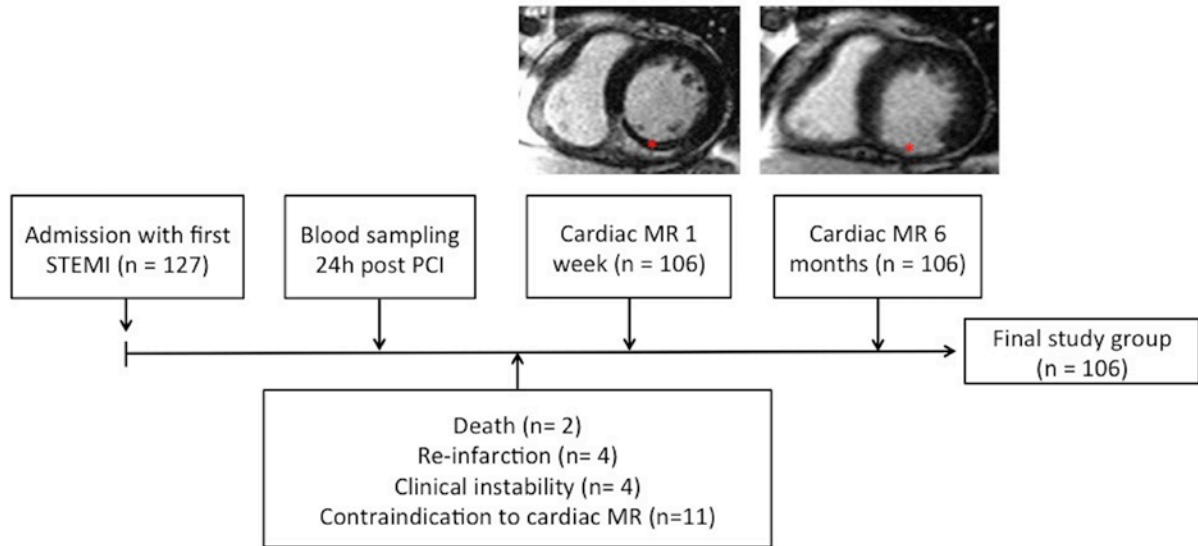 Admission with first
STEMI (n = 127)
Blood sampling
24h post PCI
Cardiac MR 1
week (n = 106)
Cardiac MR 6
months (n = 106)
Final study group
(n = 106)
Death (n= 2)
Re-infarction (n= 4)
Clinical instability (n= 4)
Contraindication to cardiac MR (n=11)